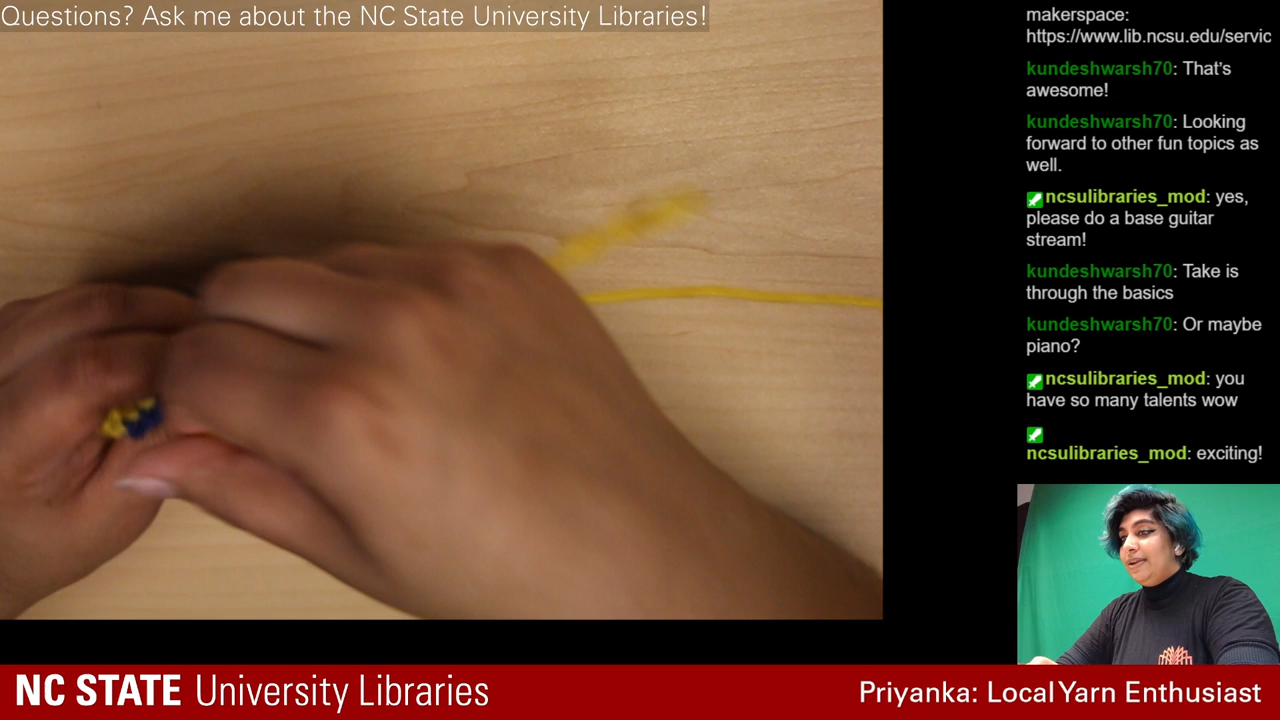 Questions? Ask me about the NC State University Libraries!
makerspace:
https://www.lib.ncsu.edu/servic
kundeshwarsh70: That's
awesome!
kundeshwarsh70: Looking
forward to other fun topics as
well.
ncsulibraries_mod: yes,
please do a base guitar
stream!
kundeshwarsh70: Take is
through the basics
kundeshwarsh70: Or maybe
piano?
ncsulibraries_mod: you
have so many talents wow
ncsulibraries_mod: exciting!
NC STATE University Libraries
Priyanka: Local Yarn Enthusiast